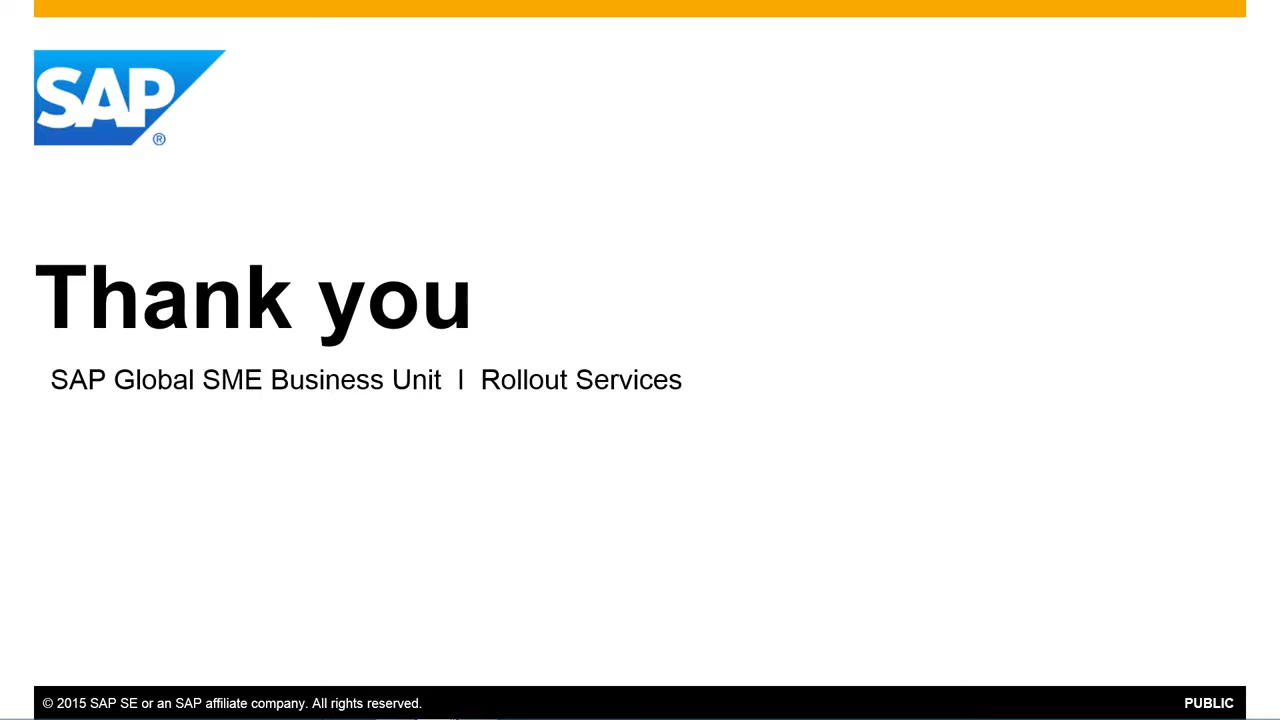 SAP
®
Thank you
SAP Global SME Business Unit | Rollout Services
© 2015 SAP SE or an SAP affiliate company. All rights reserved.
PUBLIC